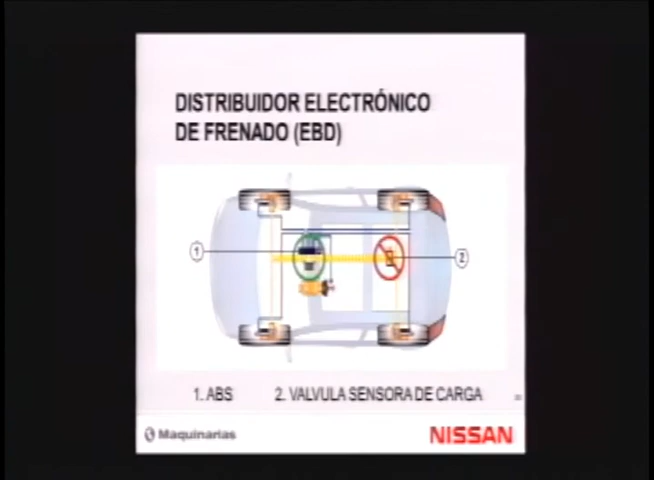 DISTRIBUIDOR ELECTRÓNICO
DE FRENADO (EBD)
1
2
1. ABS
2. VALVULA SENSORA DE CARGA
Maquinarias
NISSAN